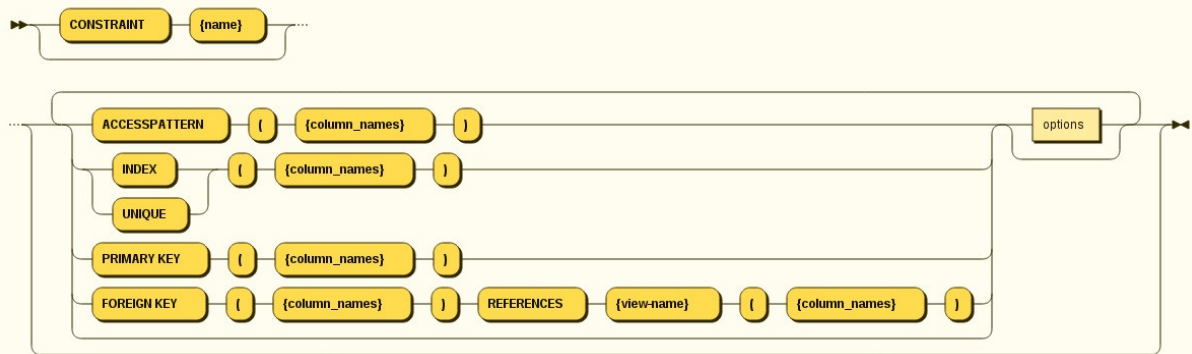 CONSTRAINT {name}
ACCESSPATTERN ( {column_names} ) options
INDEX ( {column_names} )
UNIQUE
PRIMARY KEY ( {column_names} )
FOREIGN KEY ( {column_names} ) REFERENCES {view-name} ( {column_names} )